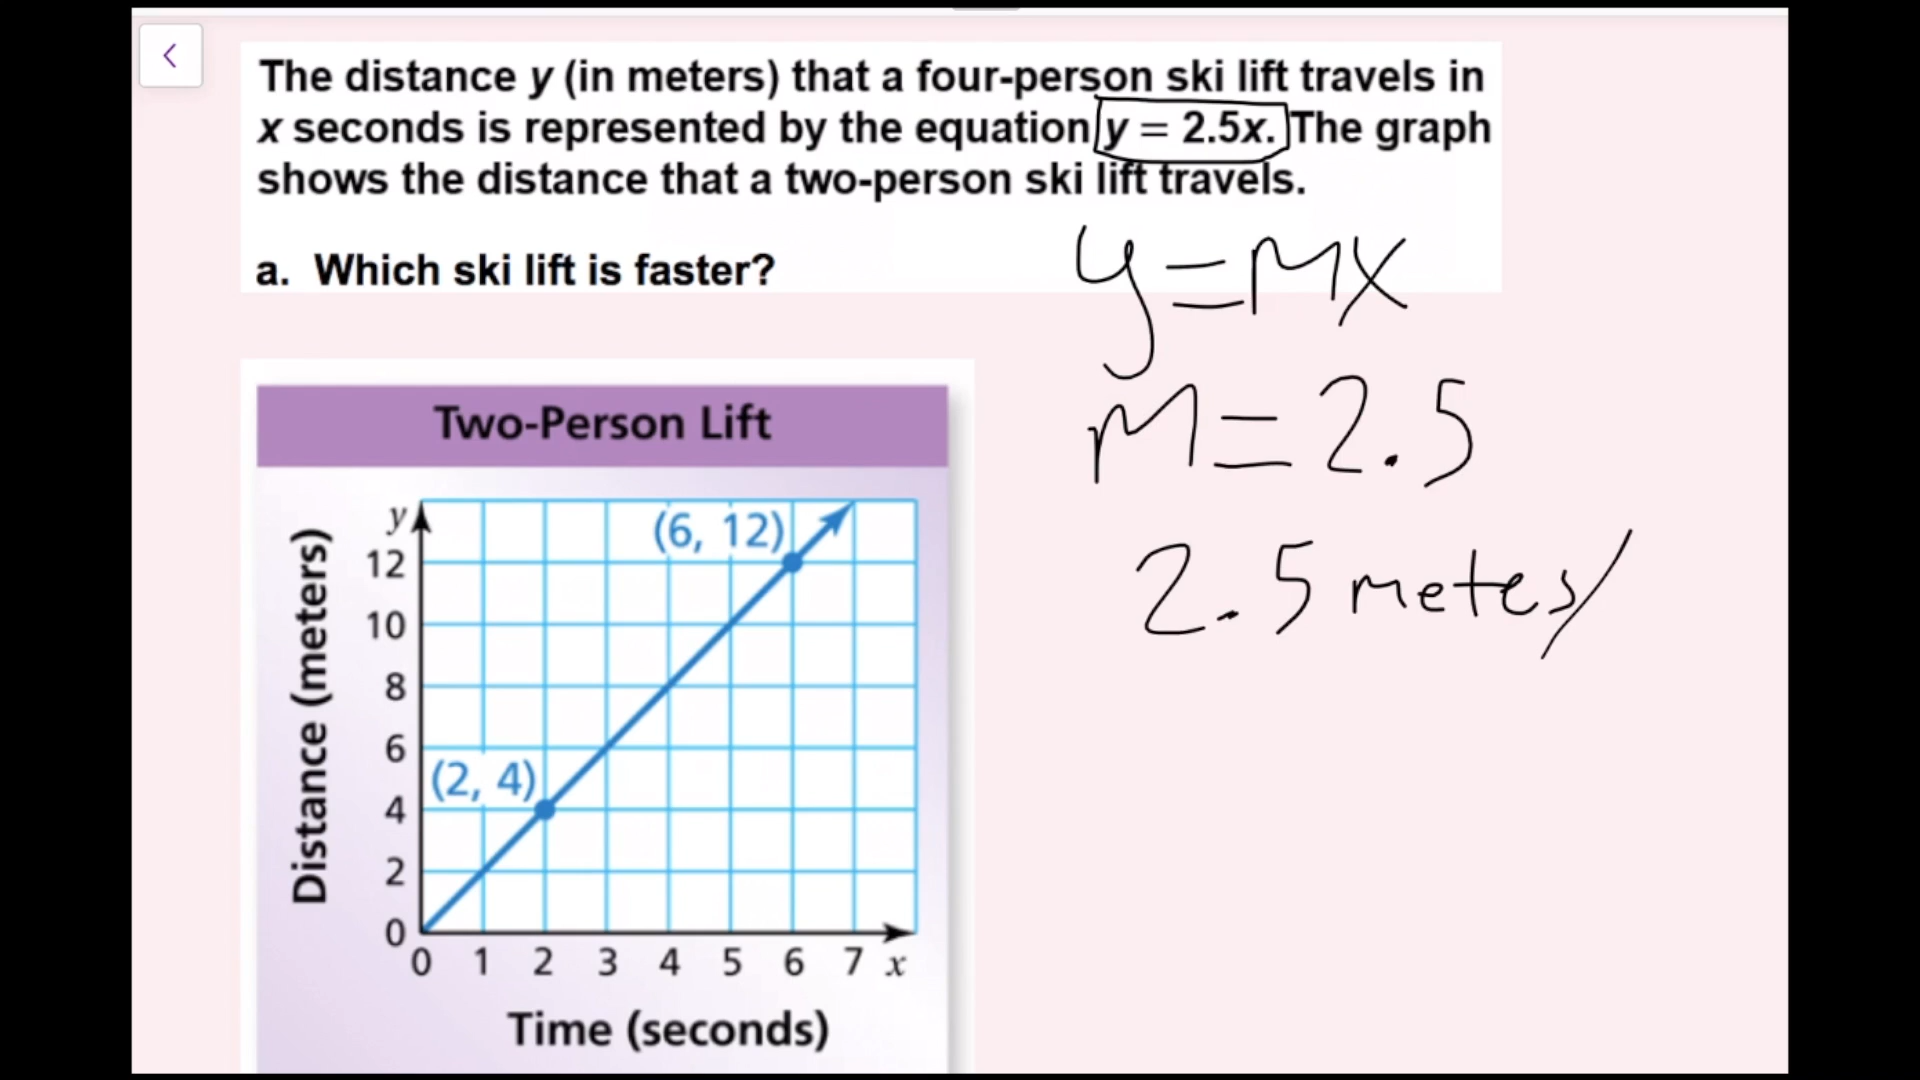 The distance y (in meters) that a four-person ski lift travels in
x seconds is represented by the equation y = 2.5x. The graph
shows the distance that a two-person ski lift travels.
a. Which ski lift is faster?
y=mx
m=2.5
2.5 metes/
Two-Person Lift
Distance (meters)
y
12
10
8
6
4
2
0
(6, 12)
(2, 4)
0 1 2 3 4 5 6 7 x
Time (seconds)